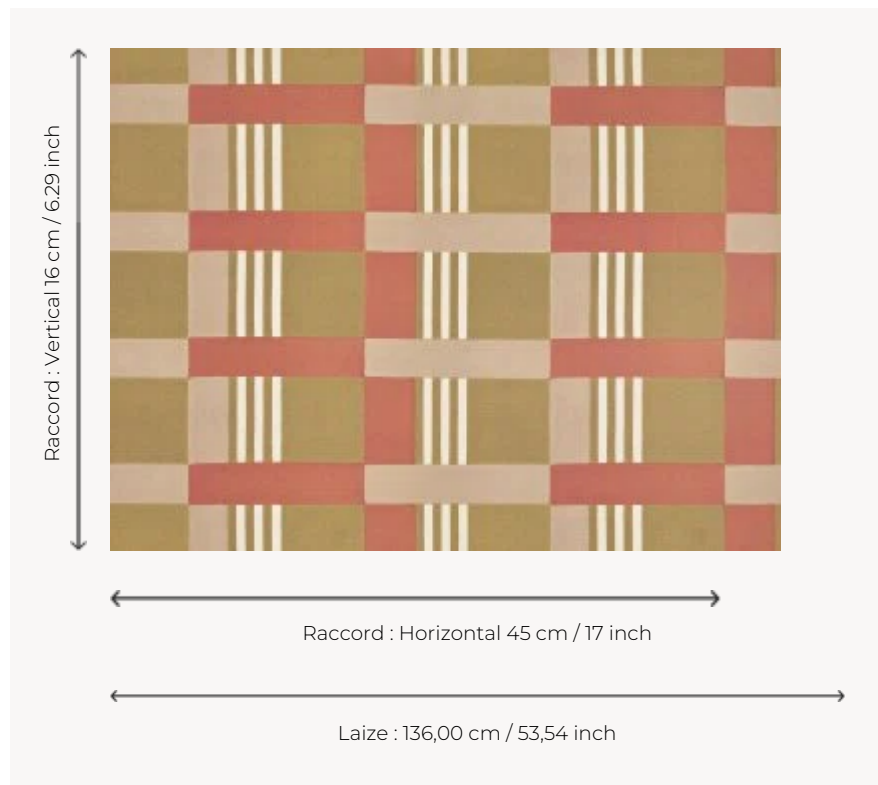 Raccord : Vertical 16 cm / 6.29 inch
Raccord : Horizontal 45 cm / 17 inch
Laize : 136,00 cm / 53,54 inch